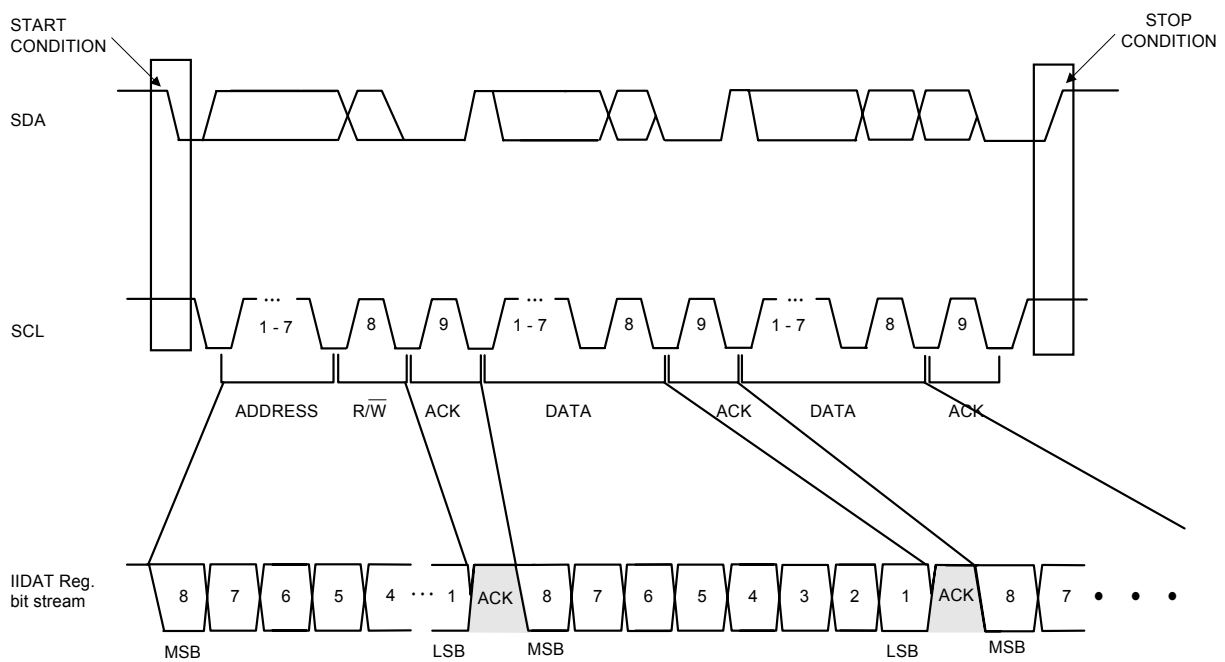 START
CONDITION
STOP
CONDITION
SDA
SCL
... ... ...
1 - 7 8 9 1 - 7 8 9 1 - 7 8 9
ADDRESS R/W̅ ACK DATA ACK DATA ACK
IIDAT Reg.
bit stream
8 7 6 5 4 ... 1 ACK 8 7 6 5 4 3 2 1 ACK 8 7 • • •
MSB LSB MSB LSB MSB